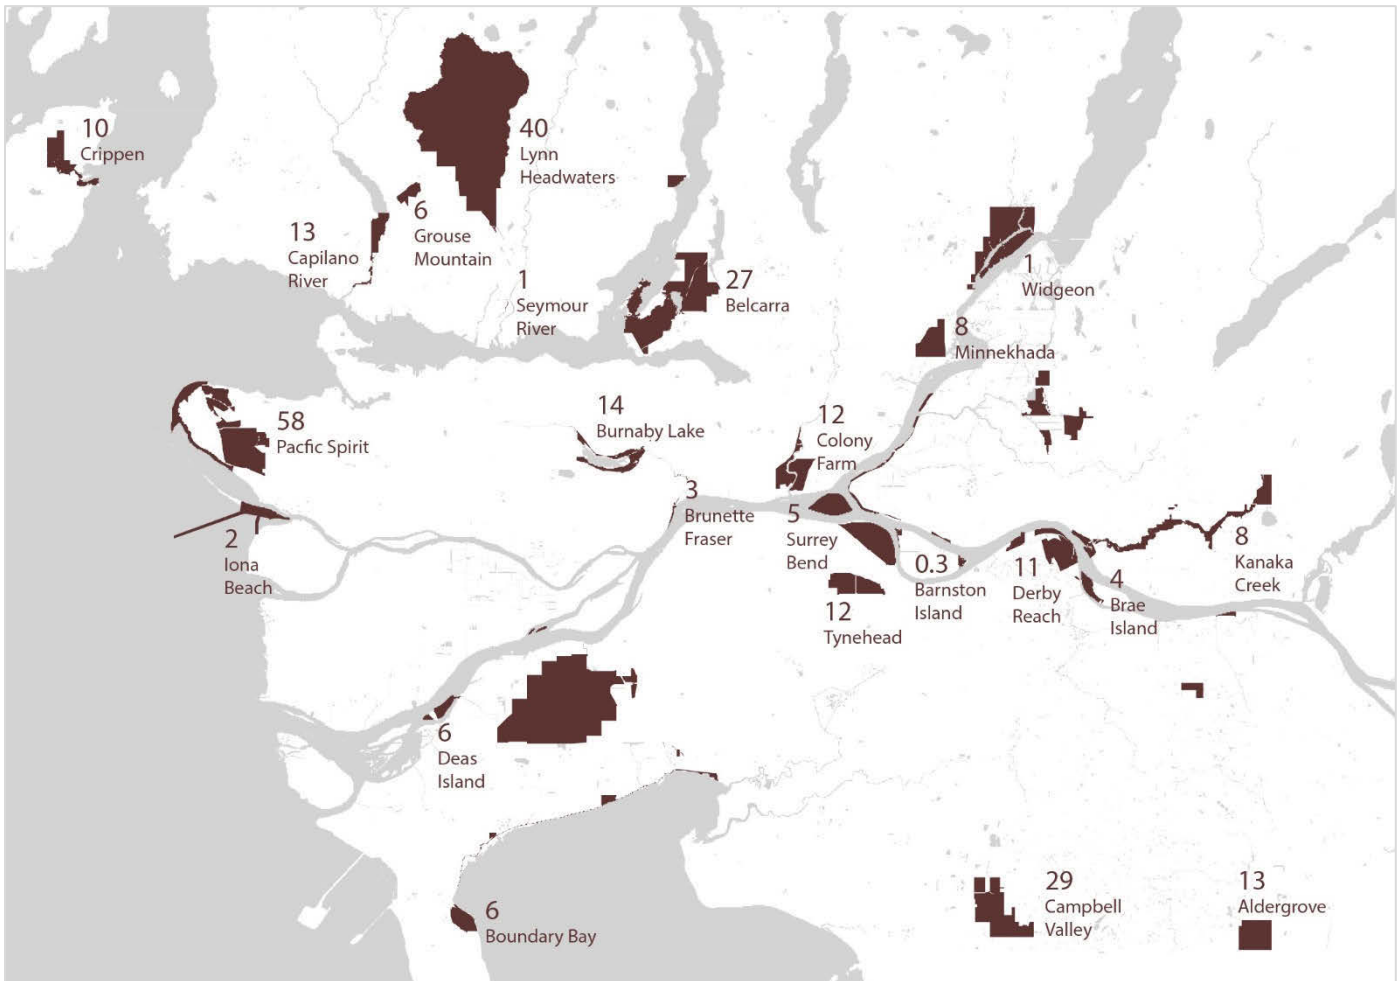 10
Crippen
40
Lynn
Headwaters
6
Grouse
Mountain
13
Capilano
River
1
Seymour
River
27
Belcarra
1
Widgeon
8
Minnekhada
58
Pacfic Spirit
14
Burnaby Lake
12
Colony
Farm
3
Brunette
Fraser
5
Surrey
Bend
2
Iona
Beach
0.3
Barnston
Island
11
Derby
Reach
4
Brae
Island
8
Kanaka
Creek
12
Tynehead
6
Deas
Island
6
Boundary Bay
29
Campbell
Valley
13
Aldergrove